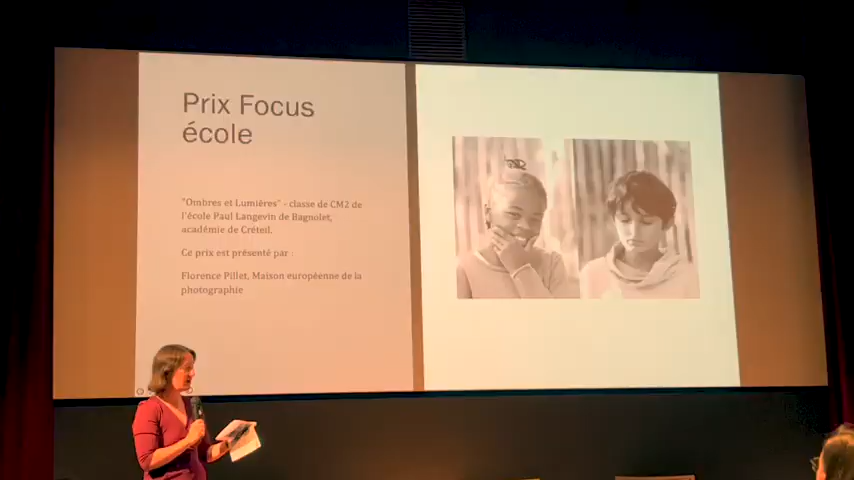 Prix Focus
école
"Ombres et Lumières" - classe de CM2 de
l'école Paul Langevin de Bagnolet,
académie de Créteil.
Ce prix est présenté par :
Florence Pillet, Maison européenne de la
photographie